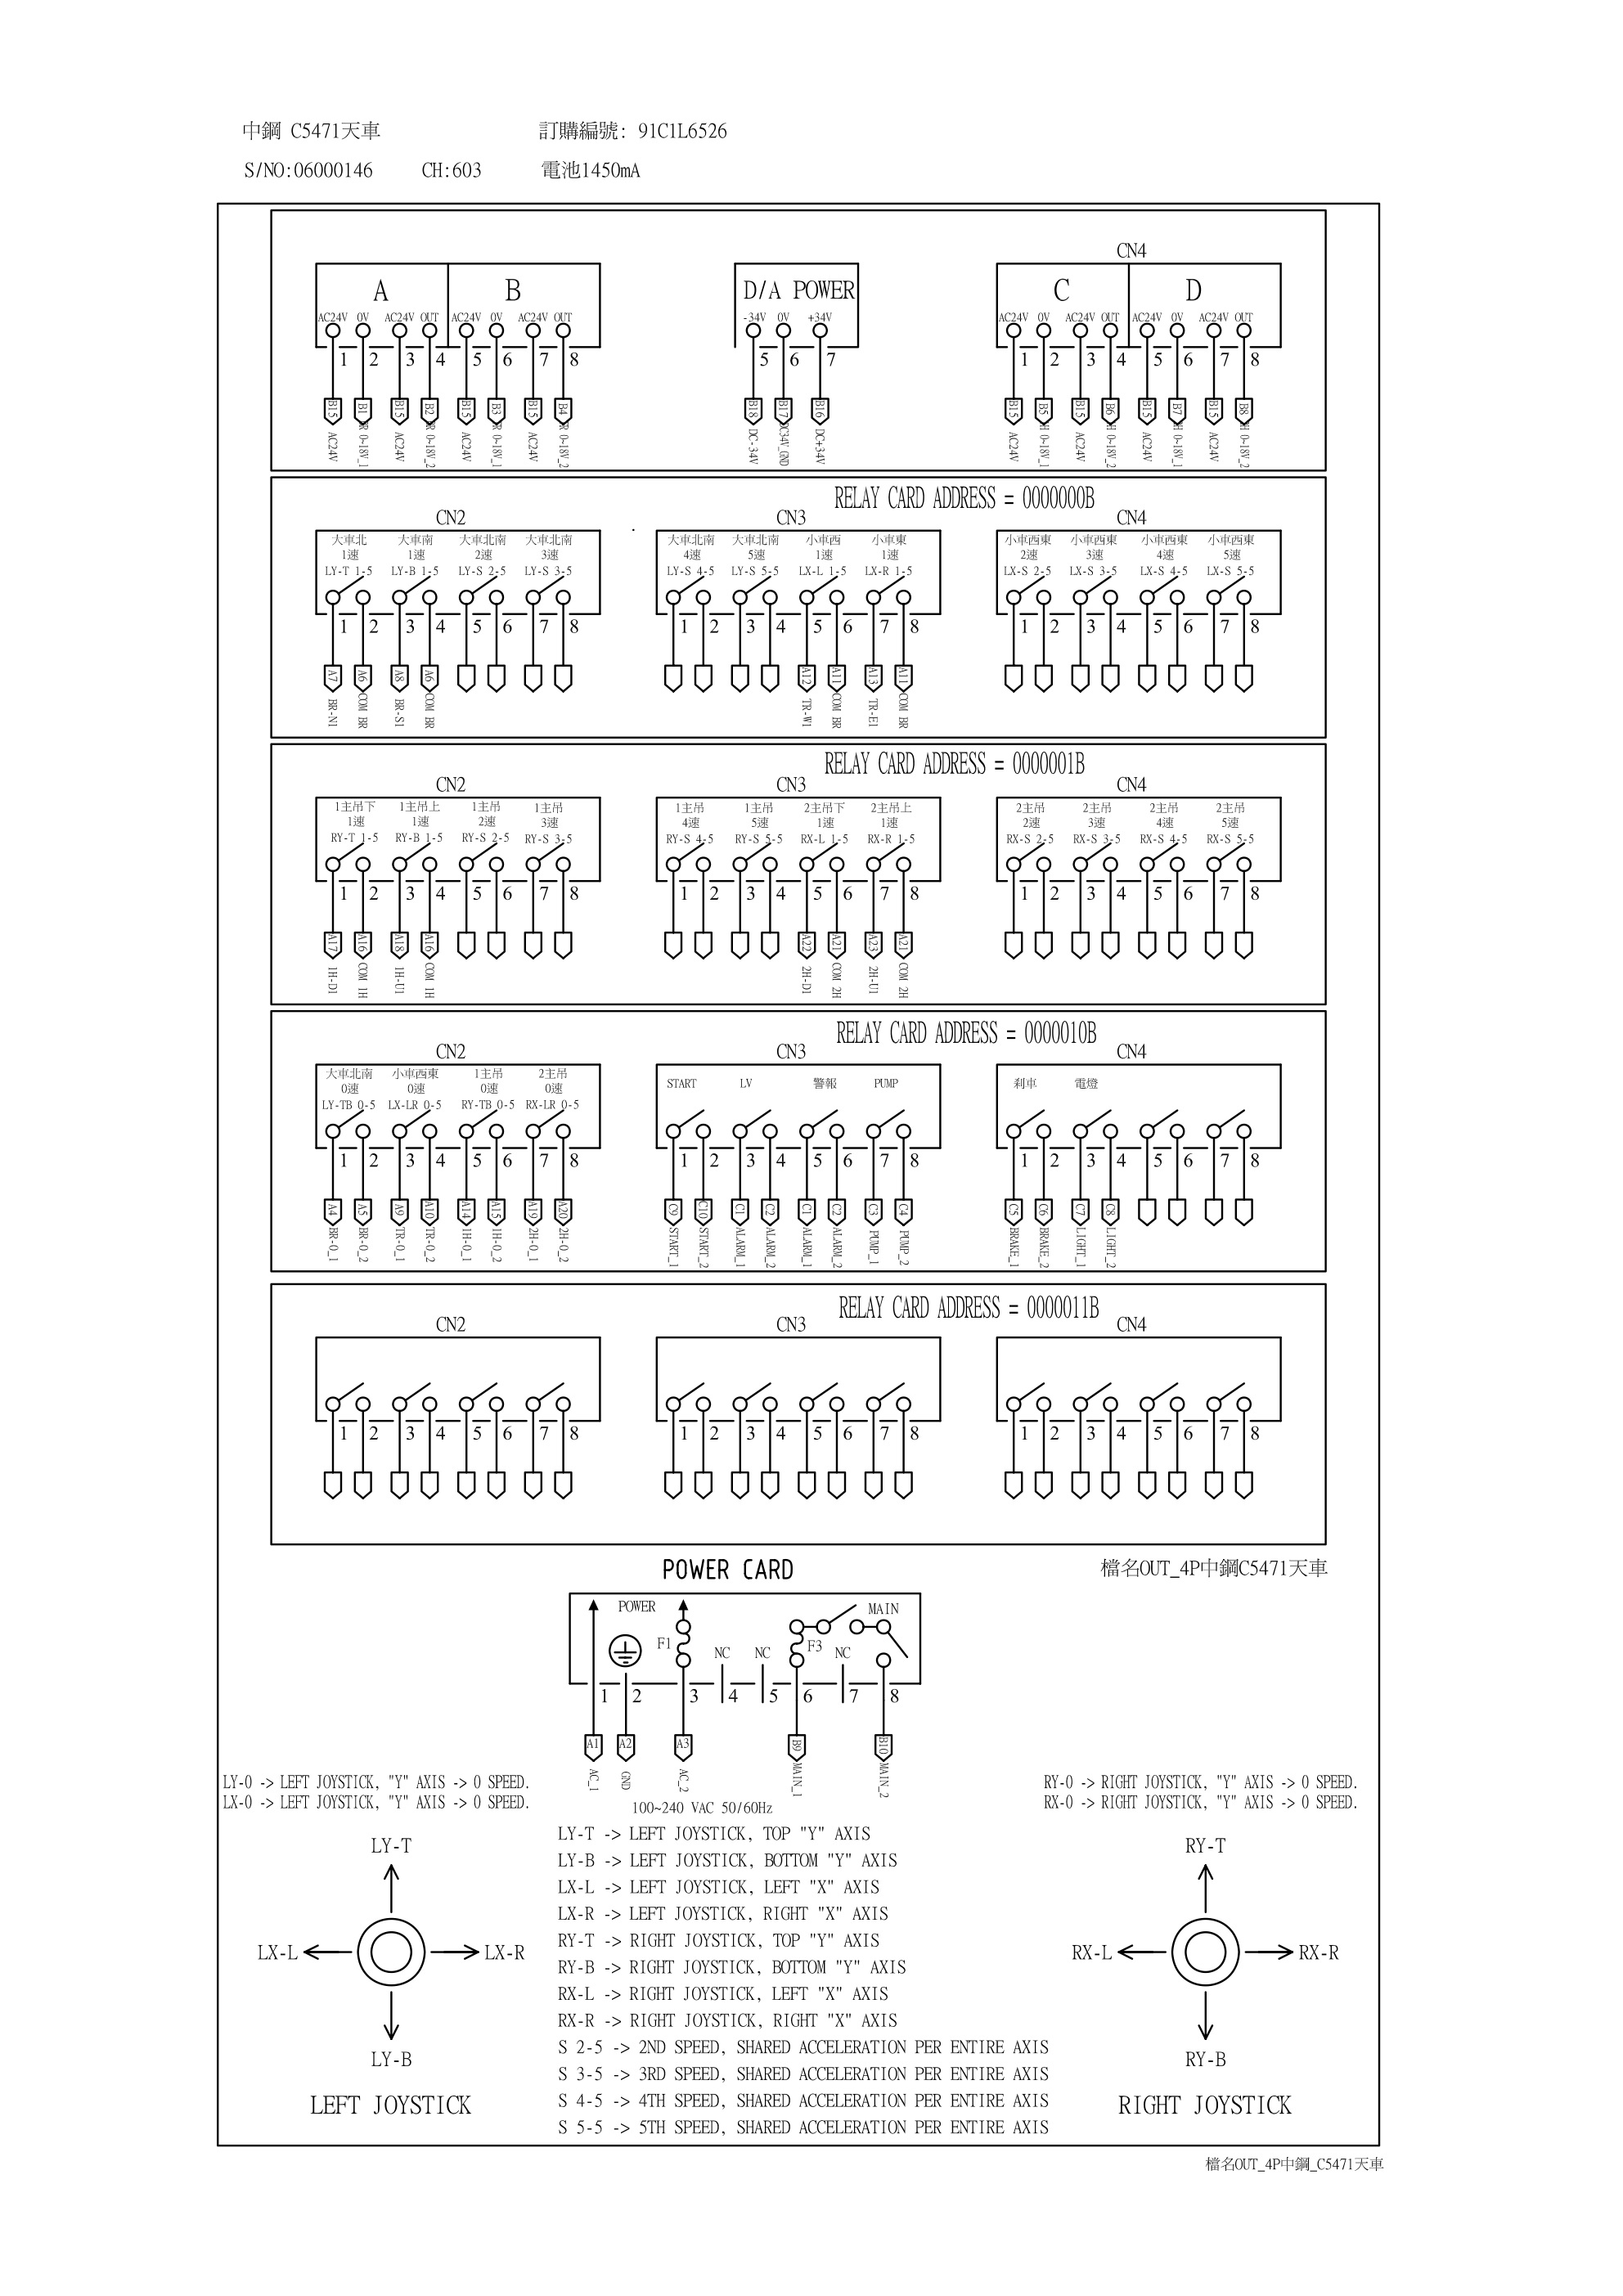 中鋼 C5471天車 訂購編號: 91C1L6526
S/NO:06000146 CH:603 電池1450mA
CN4
A B D/A POWER C D
AC24V 0V AC24V OUT AC24V 0V AC24V OUT -34V 0V +34V AC24V 0V AC24V OUT AC24V 0V AC24V OUT
1 2 3 4 5 6 7 8 5 6 7 1 2 3 4 5 6 7 8
B15 B1 B15 B2 B15 B3 B15 B4 B18 B17 B16 B15 B5 B15 B6 B15 B7 B15 B8
AC24V R 0~18V_1 AC24V R 0~18V_2 AC24V R 0~18V_1 AC24V R 0~18V_2 DC-34V DC34V_GND DC+34V AC24V H 0~18V_1 AC24V H 0~18V_2 AC24V H 0~18V_1 AC24V H 0~18V_2
RELAY CARD ADDRESS = 0000000B
CN2 CN3 CN4
大車北 大車南 大車北南 大車北南 大車北南 大車北南 小車西 小車東 小車西東 小車西東 小車西東 小車西東
1速 1速 2速 3速 4速 5速 1速 1速 2速 3速 4速 5速
LY-T 1-5 LY-B 1-5 LY-S 2-5 LY-S 3-5 LY-S 4-5 LY-S 5-5 LX-L 1-5 LX-R 1-5 LX-S 2-5 LX-S 3-5 LX-S 4-5 LX-S 5-5
1 2 3 4 5 6 7 8 1 2 3 4 5 6 7 8 1 2 3 4 5 6 7 8
A7 A6 A8 A6 A12 A11 A13 A11
BR-N1 COM BR BR-S1 COM BR TR-W1 COM BR TR-E1 COM BR
RELAY CARD ADDRESS = 0000001B
CN2 CN3 CN4
1主吊下 1主吊上 1主吊 1主吊 1主吊 1主吊 2主吊下 2主吊上 2主吊 2主吊 2主吊 2主吊
1速 1速 2速 3速 4速 5速 1速 1速 2速 3速 4速 5速
RY-T 1-5 RY-B 1-5 RY-S 2-5 RY-S 3-5 RY-S 4-5 RY-S 5-5 RX-L 1-5 RX-R 1-5 RX-S 2-5 RX-S 3-5 RX-S 4-5 RX-S 5-5
1 2 3 4 5 6 7 8 1 2 3 4 5 6 7 8 1 2 3 4 5 6 7 8
A17 A16 A18 A16 A22 A21 A23 A21
1H-D1 COM 1H 1H-U1 COM 1H 2H-D1 COM 2H 2H-U1 COM 2H
RELAY CARD ADDRESS = 0000010B
CN2 CN3 CN4
大車北南 小車西東 1主吊 2主吊 START LV 警報 PUMP 剎車 電燈
0速 0速 0速 0速
LY-TB 0-5 LX-LR 0-5 RY-TB 0-5 RX-LR 0-5
1 2 3 4 5 6 7 8 1 2 3 4 5 6 7 8 1 2 3 4 5 6 7 8
A4 A5 A9 A10 A14 A15 A19 A20 C9 C10 C1 C2 C1 C2 C3 C4 C5 C6 C7 C8
BR-0_1 BR-0_2 TR-0_1 TR-0_2 1H-0_1 1H-0_2 2H-0_1 2H-0_2 START_1 START_2 ALARM_1 ALARM_2 ALARM_1 ALARM_2 PUMP_1 PUMP_2 BRAKE_1 BRAKE_2 LIGHT_1 LIGHT_2
RELAY CARD ADDRESS = 0000011B
CN2 CN3 CN4
1 2 3 4 5 6 7 8 1 2 3 4 5 6 7 8 1 2 3 4 5 6 7 8
POWER CARD 檔名OUT_4P中鋼C5471天車
POWER MAIN
F1 NC NC F3 NC
1 2 3 4 5 6 7 8
A1 A2 A3 B9 B10
AC_1 GND AC_2 MAIN_1 MAIN_2
100~240 VAC 50/60Hz
LY-0 -> LEFT JOYSTICK, "Y" AXIS -> 0 SPEED.
LX-0 -> LEFT JOYSTICK, "Y" AXIS -> 0 SPEED.
RY-0 -> RIGHT JOYSTICK, "Y" AXIS -> 0 SPEED.
RX-0 -> RIGHT JOYSTICK, "Y" AXIS -> 0 SPEED.
LY-T
LX-L LX-R
LY-B
LEFT JOYSTICK
LY-T -> LEFT JOYSTICK, TOP "Y" AXIS
LY-B -> LEFT JOYSTICK, BOTTOM "Y" AXIS
LX-L -> LEFT JOYSTICK, LEFT "X" AXIS
LX-R -> LEFT JOYSTICK, RIGHT "X" AXIS
RY-T -> RIGHT JOYSTICK, TOP "Y" AXIS
RY-B -> RIGHT JOYSTICK, BOTTOM "Y" AXIS
RX-L -> RIGHT JOYSTICK, LEFT "X" AXIS
RX-R -> RIGHT JOYSTICK, RIGHT "X" AXIS
S 2-5 -> 2ND SPEED, SHARED ACCELERATION PER ENTIRE AXIS
S 3-5 -> 3RD SPEED, SHARED ACCELERATION PER ENTIRE AXIS
S 4-5 -> 4TH SPEED, SHARED ACCELERATION PER ENTIRE AXIS
S 5-5 -> 5TH SPEED, SHARED ACCELERATION PER ENTIRE AXIS
RY-T
RX-L RX-R
RY-B
RIGHT JOYSTICK
檔名OUT_4P中鋼_C5471天車